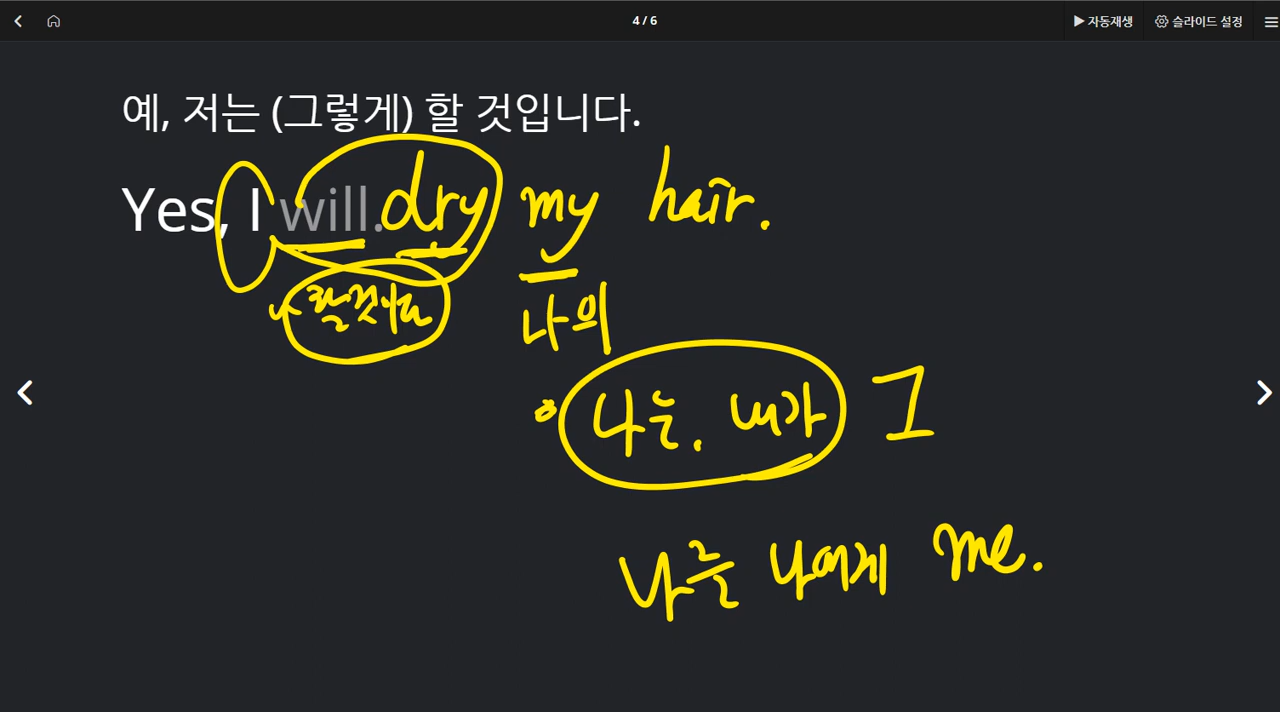 4 / 6 자동재생 슬라이드 설정
예, 저는 (그렇게) 할 것입니다.
Yes, I will. dry my hair.
할것이다
나의
나는. 내가 I
나를 나에게 me.